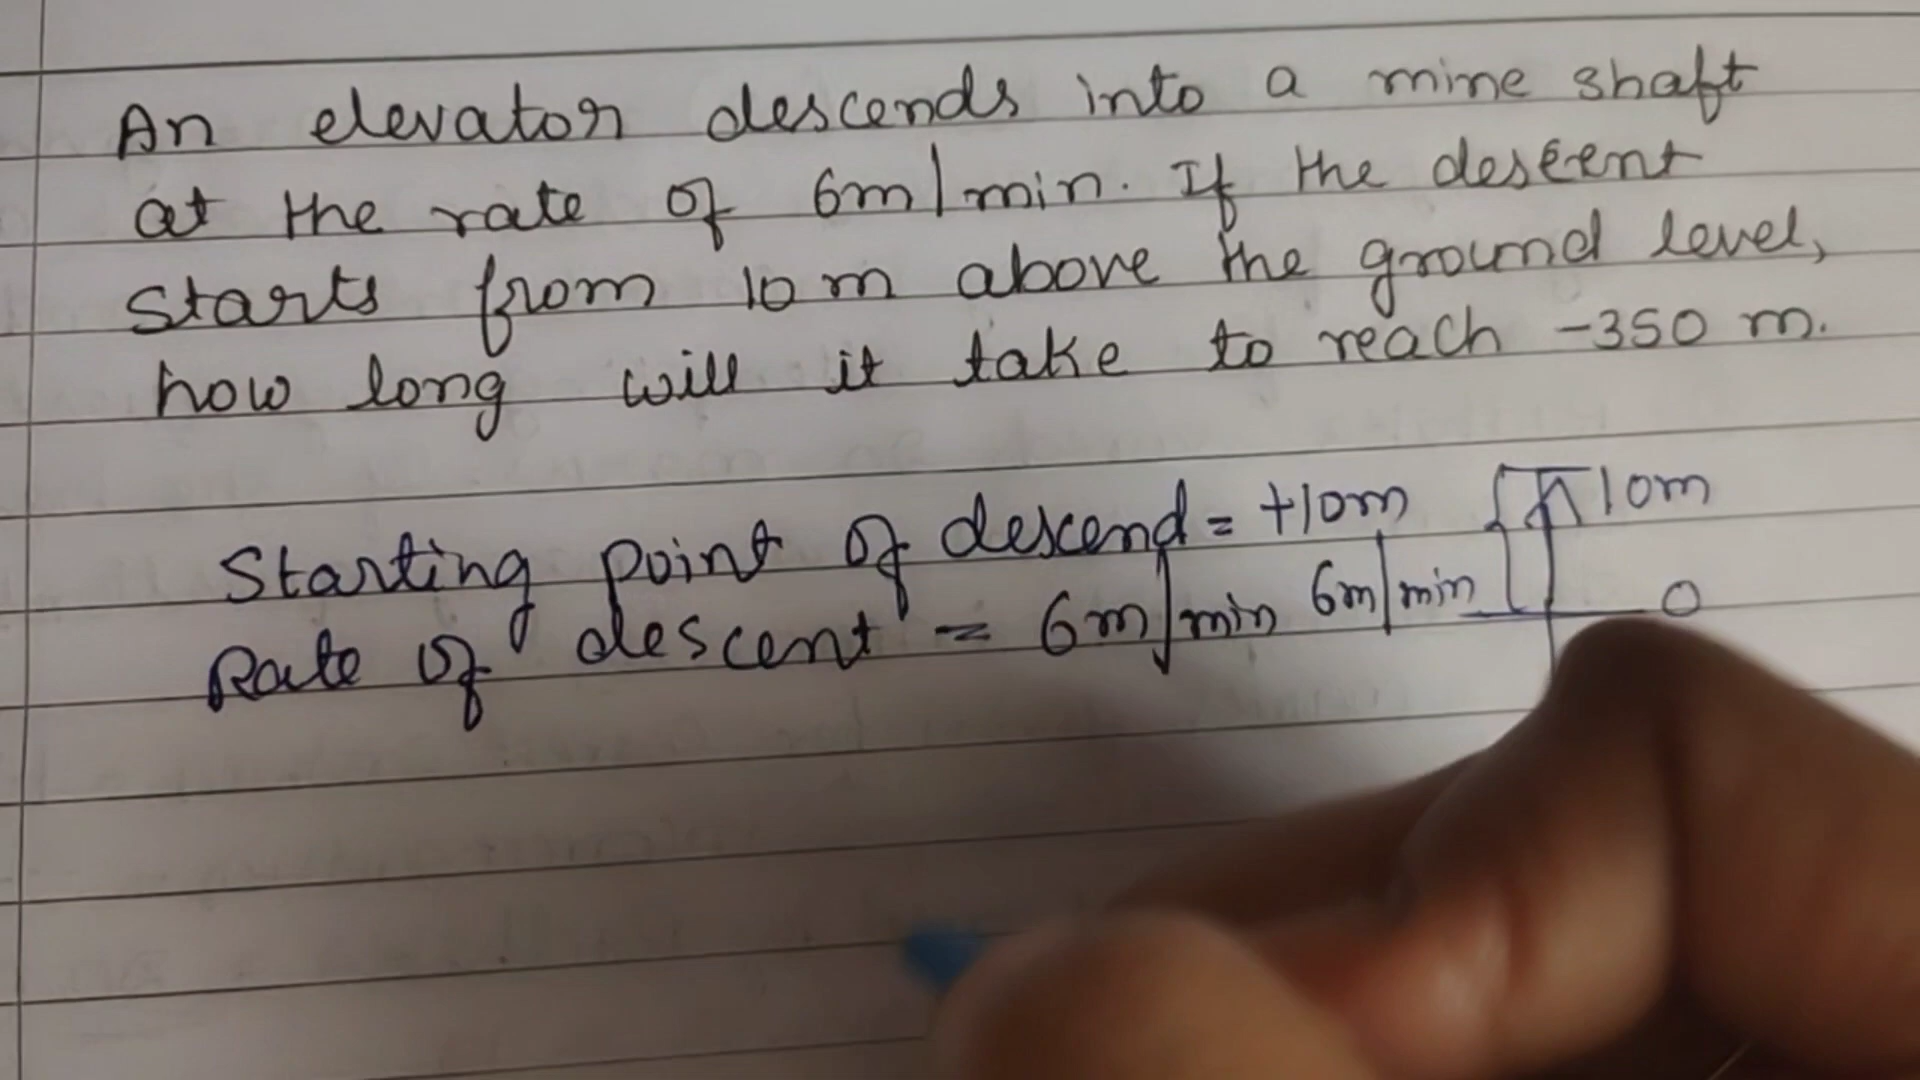 An elevator descends into a mine shaft
at the rate of 6m/min. If the descent
starts from 10 m above the ground level,
how long will it take to reach -350 m.
Starting point of descend = +10m
10m
Rate of descent = 6m/min
6m/min
0